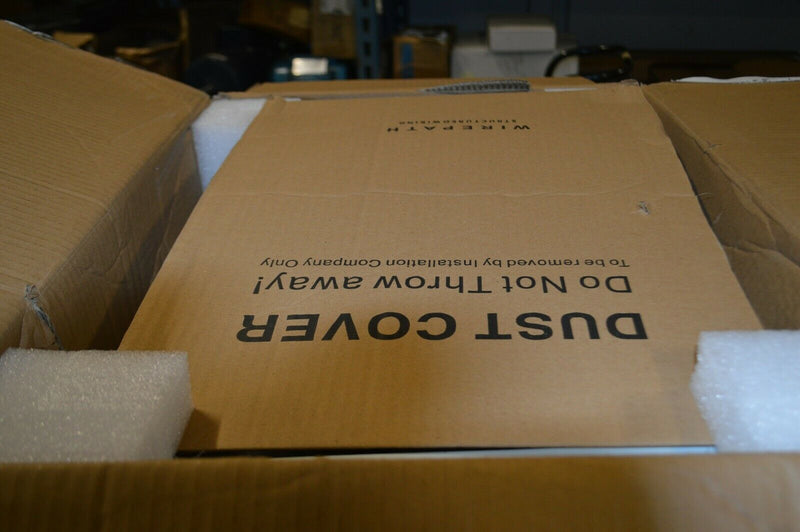 DUST COVER
Do Not Throw away!
To be removed by Installation Company Only
WIREPATH
STRUCTURED WIRING